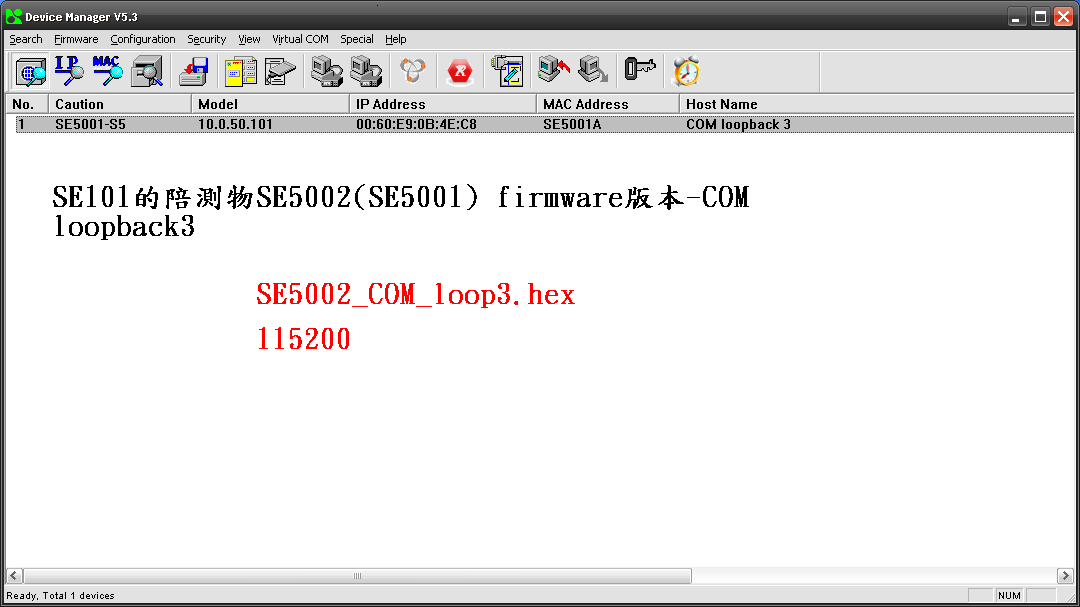 Device Manager V5.3
Search Firmware Configuration Security View Virtual COM Special Help
IP MAC
No. Caution Model IP Address MAC Address Host Name
1 SE5001-S5 10.0.50.101 00:60:E9:0B:4E:C8 SE5001A COM loopback 3
SE101的陪測物SE5002(SE5001) firmware版本-COM
loopback3
SE5002_COM_loop3.hex
115200
Ready, Total 1 devices NUM